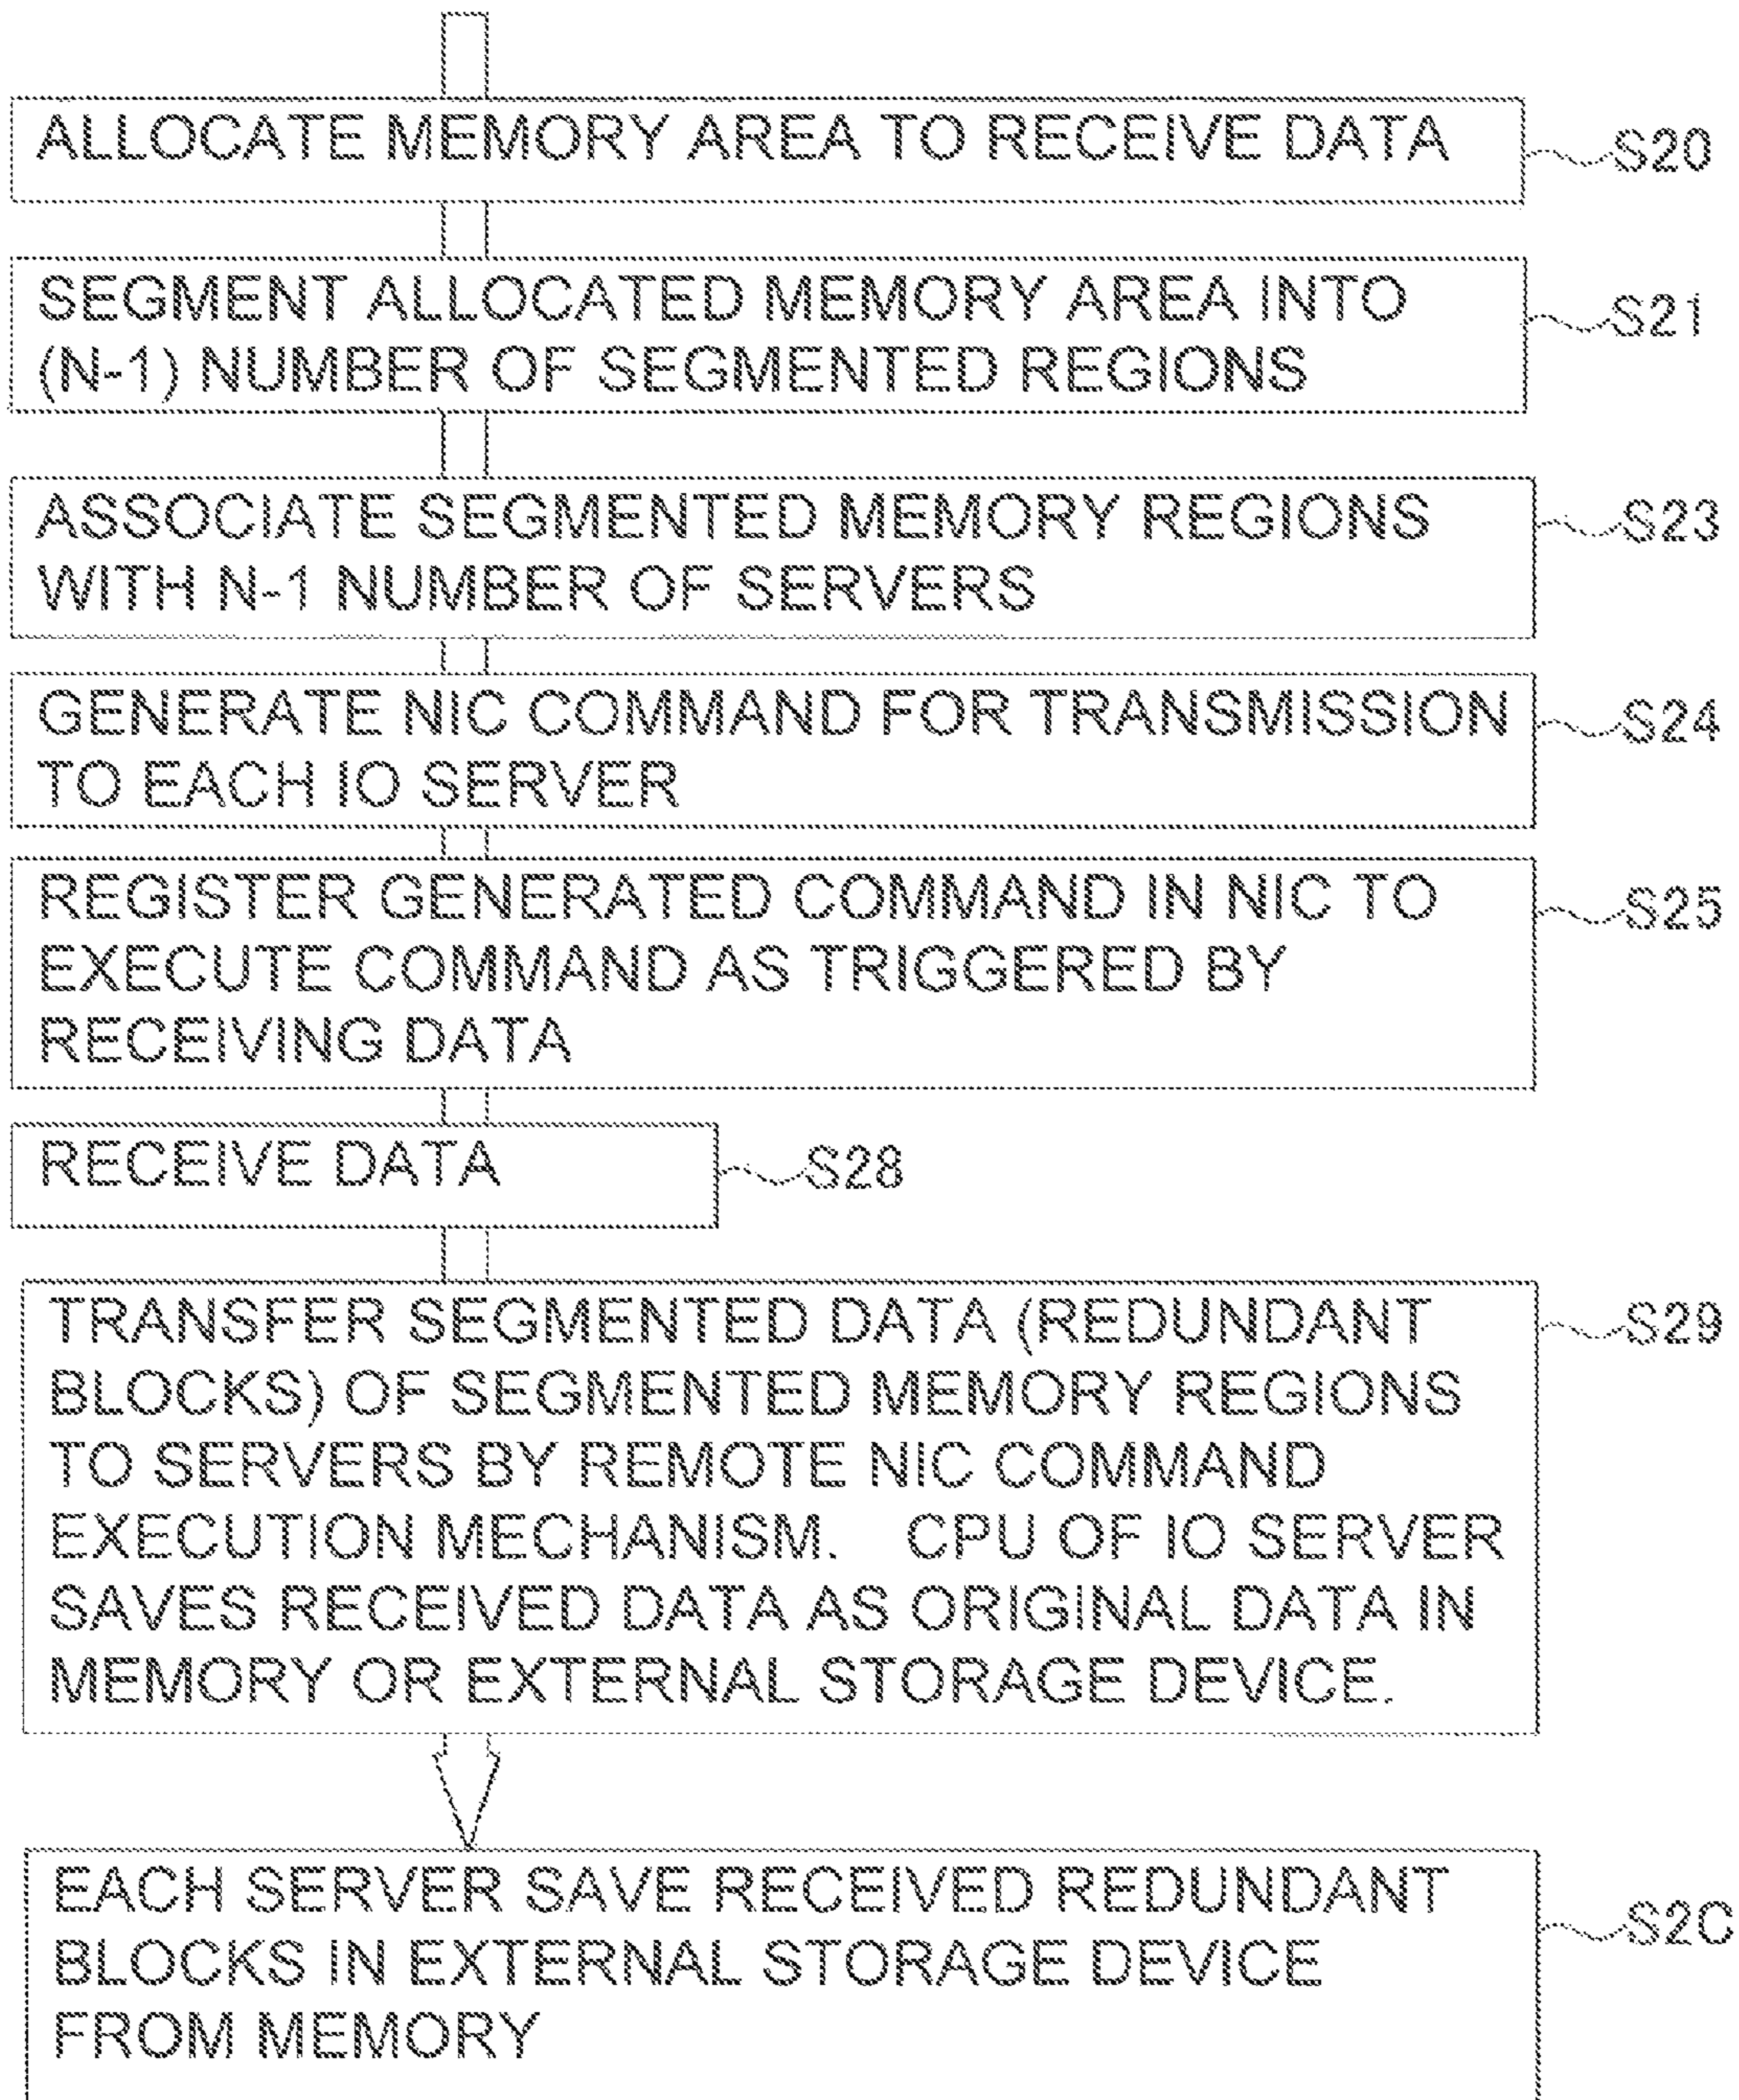 ALLOCATE MEMORY AREA TO RECEIVE DATA
S20
SEGMENT ALLOCATED MEMORY AREA INTO
(N-1) NUMBER OF SEGMENTED REGIONS
S21
ASSOCIATE SEGMENTED MEMORY REGIONS
WITH N-1 NUMBER OF SERVERS
S23
GENERATE NIC COMMAND FOR TRANSMISSION
TO EACH IO SERVER
S24
REGISTER GENERATED COMMAND IN NIC TO
EXECUTE COMMAND AS TRIGGERED BY
RECEIVING DATA
S25
RECEIVE DATA
S28
TRANSFER SEGMENTED DATA (REDUNDANT
BLOCKS) OF SEGMENTED MEMORY REGIONS
TO SERVERS BY REMOTE NIC COMMAND
EXECUTION MECHANISM. CPU OF IO SERVER
SAVES RECEIVED DATA AS ORIGINAL DATA IN
MEMORY OR EXTERNAL STORAGE DEVICE.
S29
EACH SERVER SAVE RECEIVED REDUNDANT
BLOCKS IN EXTERNAL STORAGE DEVICE
FROM MEMORY
S2C